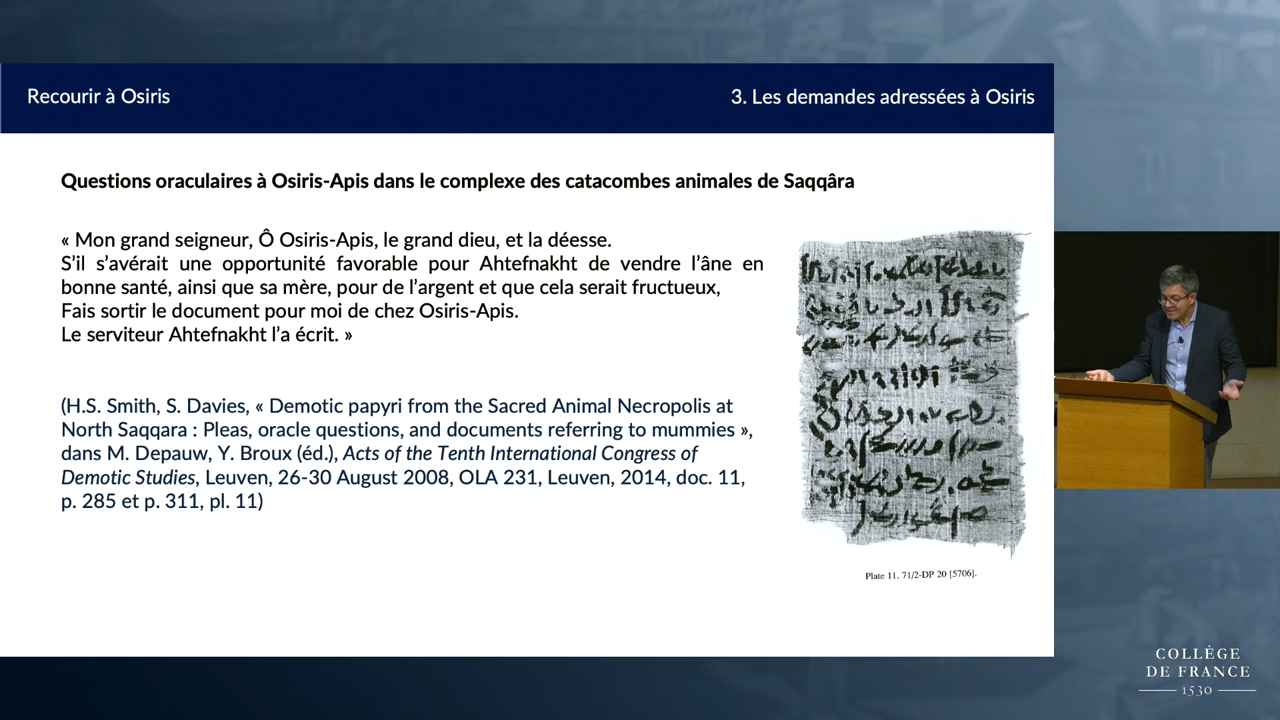 Recourir à Osiris
3. Les demandes adressées à Osiris
Questions oraculaires à Osiris-Apis dans le complexe des catacombes animales de Saqqâra
« Mon grand seigneur, Ô Osiris-Apis, le grand dieu, et la déesse.
S’il s’avérait une opportunité favorable pour Ahtefnakht de vendre l’âne en
bonne santé, ainsi que sa mère, pour de l’argent et que cela serait fructueux,
Fais sortir le document pour moi de chez Osiris-Apis.
Le serviteur Ahtefnakht l’a écrit. »
(H.S. Smith, S. Davies, « Demotic papyri from the Sacred Animal Necropolis at
North Saqqara : Pleas, oracle questions, and documents referring to mummies »,
dans M. Depauw, Y. Broux (éd.), Acts of the Tenth International Congress of
Demotic Studies, Leuven, 26-30 August 2008, OLA 231, Leuven, 2014, doc. 11,
p. 285 et p. 311, pl. 11)
Plate 11. 71/2-DP 20 [5706].
COLLÈGE
DE FRANCE
1530